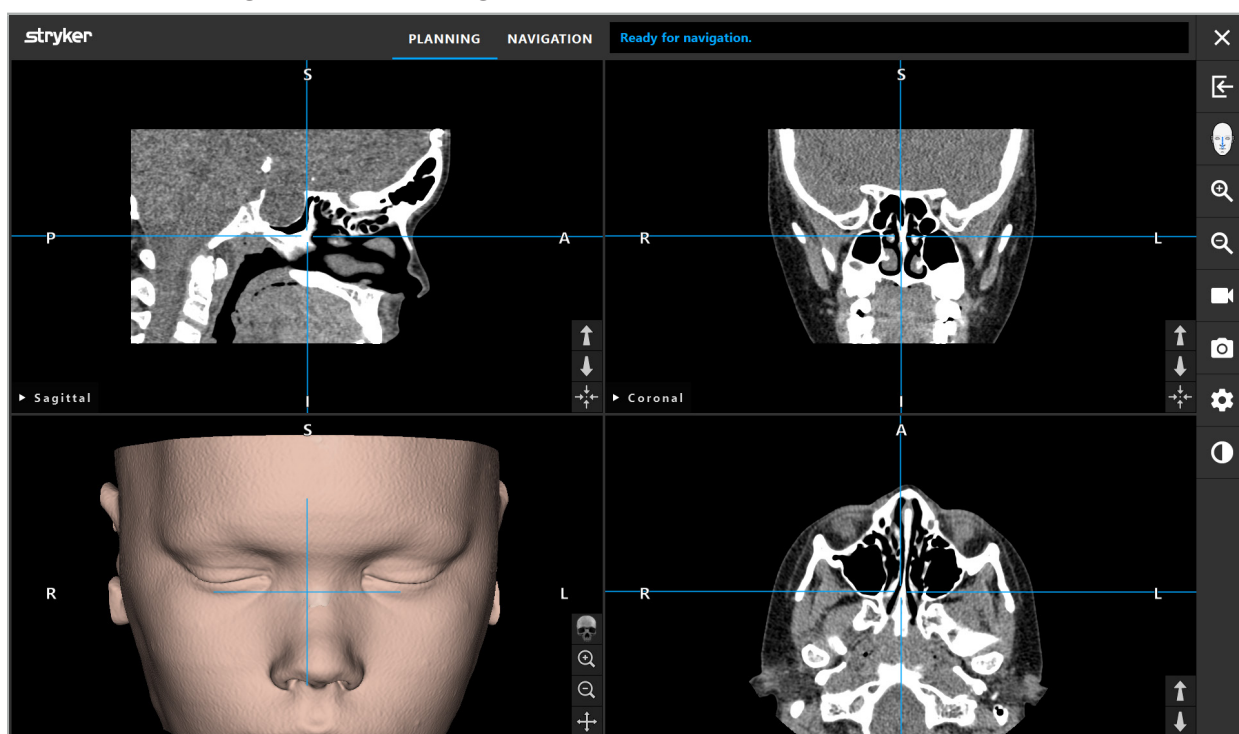 stryker PLANNING NAVIGATION Ready for navigation.
S S
P A R L
Sagittal Coronal
I I
S A
R L R L